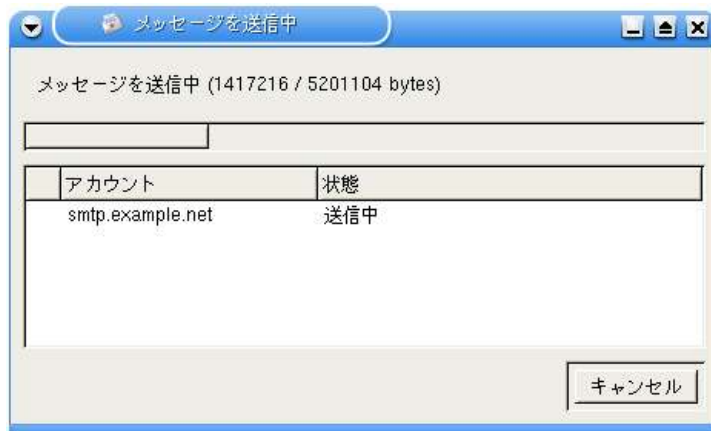 メッセージを送信中
メッセージを送信中 (1417216 / 5201104 bytes)
アカウント 状態
smtp.example.net 送信中
キャンセル